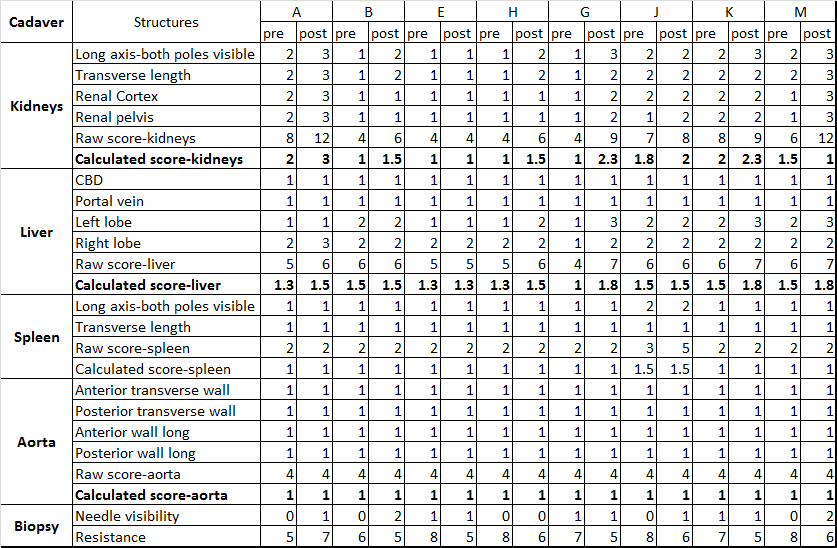 Cadaver Structures A B E H G J K M
pre post pre post pre post pre post pre post pre post pre post pre post
Kidneys
Long axis-both poles visible 2 3 1 2 1 1 1 2 1 3 2 2 2 3 2 3
Transverse length 2 3 1 2 1 1 1 2 1 2 2 2 2 2 2 3
Renal Cortex 2 3 1 1 1 1 1 1 1 2 2 2 2 2 1 3
Renal pelvis 2 3 1 1 1 1 1 1 1 2 1 2 2 2 1 3
Raw score-kidneys 8 12 4 6 4 4 4 6 4 9 7 8 8 9 6 12
Calculated score-kidneys 2 3 1 1.5 1 1 1 1.5 1 2.3 1.8 2 2 2.3 1.5 1
Liver
CBD 1 1 1 1 1 1 1 1 1 1 1 1 1 1 1 1
Portal vein 1 1 1 1 1 1 1 1 1 1 1 1 1 1 1 1
Left lobe 1 1 2 2 1 1 1 2 1 3 2 2 2 3 2 3
Right lobe 2 3 2 2 2 2 2 2 1 2 2 2 2 2 2 2
Raw score-liver 5 6 6 6 5 5 5 6 4 7 6 6 6 7 6 7
Calculated score-liver 1.3 1.5 1.5 1.5 1.3 1.3 1.3 1.5 1 1.8 1.5 1.5 1.5 1.8 1.5 1.8
Spleen
Long axis-both poles visible 1 1 1 1 1 1 1 1 1 1 2 2 1 1 1 1
Transverse length 1 1 1 1 1 1 1 1 1 1 1 1 1 1 1 1
Raw score-spleen 2 2 2 2 2 2 2 2 2 2 3 5 2 2 2 2
Calculated score-spleen 1 1 1 1 1 1 1 1 1 1 1.5 1.5 1 1 1 1
Aorta
Anterior transverse wall 1 1 1 1 1 1 1 1 1 1 1 1 1 1 1 1
Posterior transverse wall 1 1 1 1 1 1 1 1 1 1 1 1 1 1 1 1
Anterior wall long 1 1 1 1 1 1 1 1 1 1 1 1 1 1 1 1
Posterior wall long 1 1 1 1 1 1 1 1 1 1 1 1 1 1 1 1
Raw score-aorta 4 4 4 4 4 4 4 4 4 4 4 4 4 4 4 4
Calculated score-aorta 1 1 1 1 1 1 1 1 1 1 1 1 1 1 1 1
Biopsy
Needle visibility 0 1 0 2 1 1 0 0 1 1 0 1 1 1 0 2
Resistance 5 7 6 5 8 5 8 6 7 5 8 6 7 5 8 6